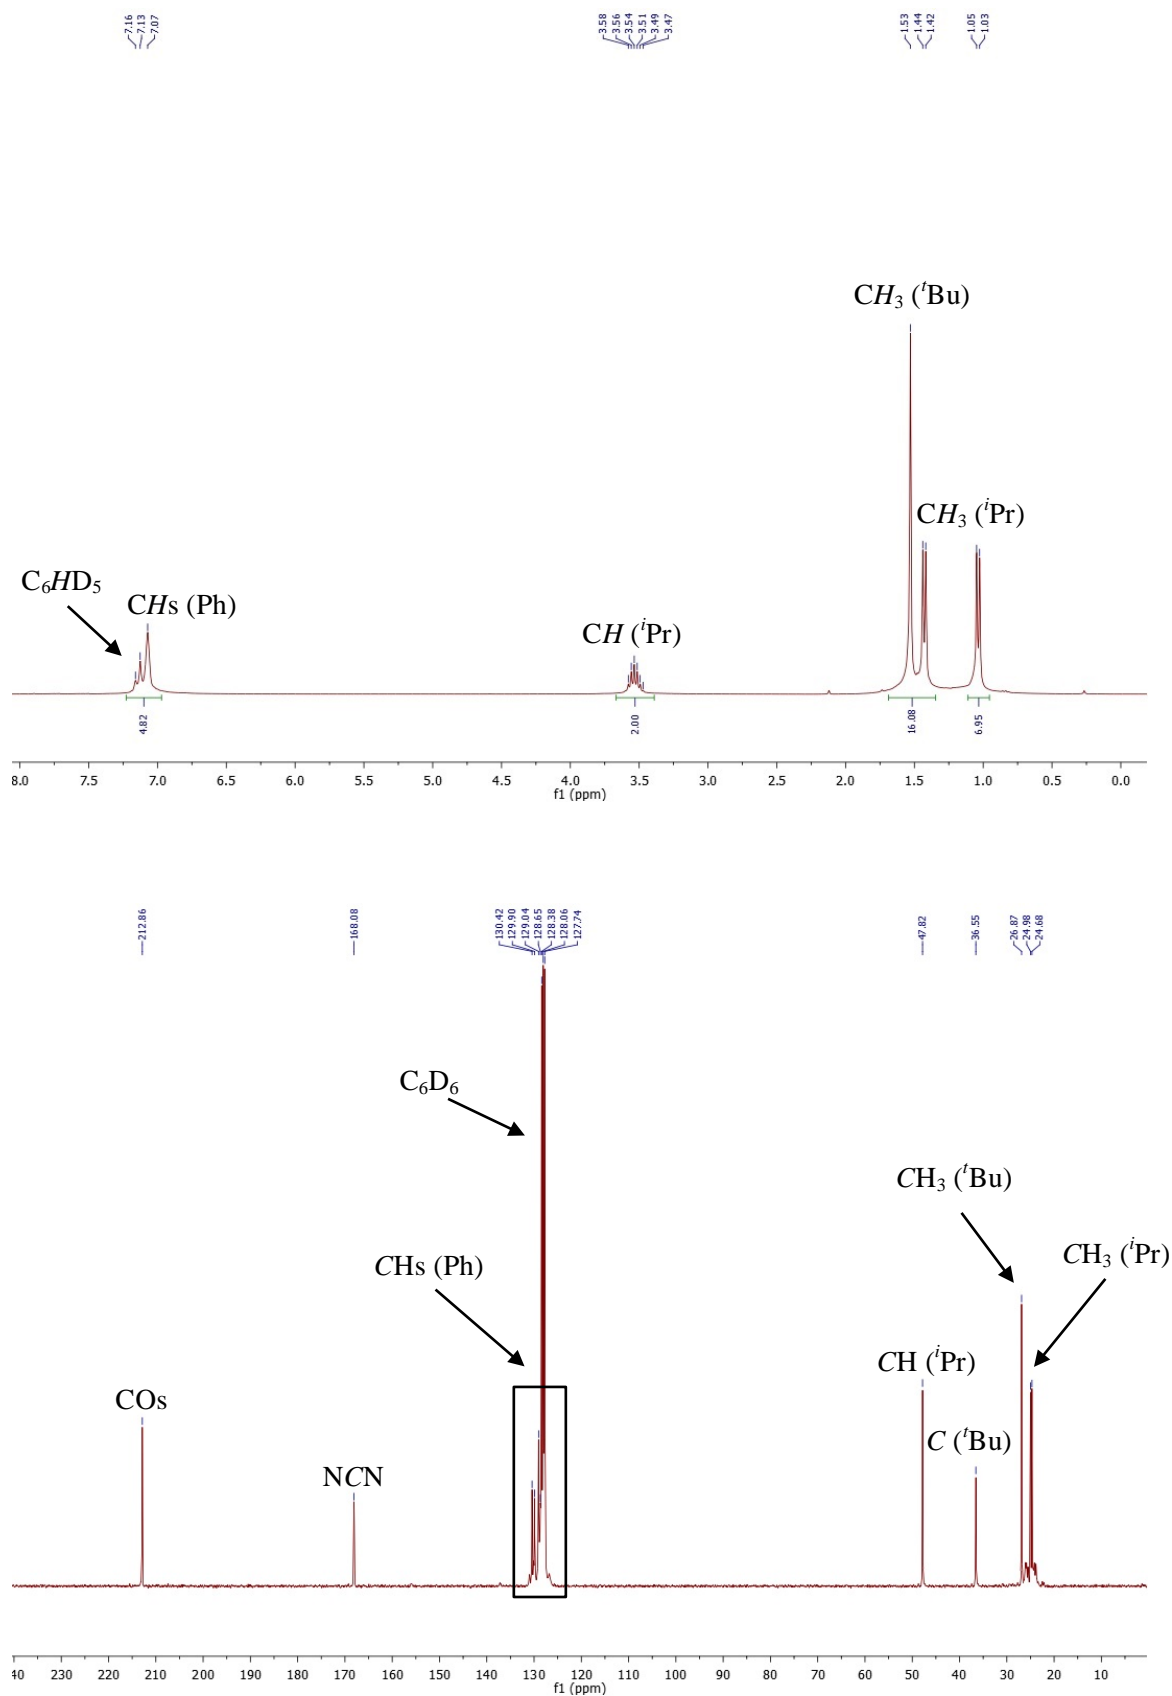 7.16
7.13
7.07
3.58
3.56
3.54
3.51
3.49
3.47
1.53
1.44
1.42
1.05
1.03
CH₃ (ᵗBu)
CH₃ (ⁱPr)
C₆HD₅
CHs (Ph)
CH (ⁱPr)
4.82
2.00
16.08
6.95
8.0 7.5 7.0 6.5 6.0 5.5 5.0 4.5 4.0 3.5 3.0 2.5 2.0 1.5 1.0 0.5 0.0
f1 (ppm)
212.86
168.08
130.42
129.90
129.04
128.65
128.38
128.06
127.74
47.82
36.55
26.87
24.98
24.68
C₆D₆
CH₃ (ᵗBu)
CHs (Ph)
CH₃ (ⁱPr)
CH (ⁱPr)
COs
C (ᵗBu)
NCN
40 230 220 210 200 190 180 170 160 150 140 130 120 110 100 90 80 70 60 50 40 30 20 10
f1 (ppm)